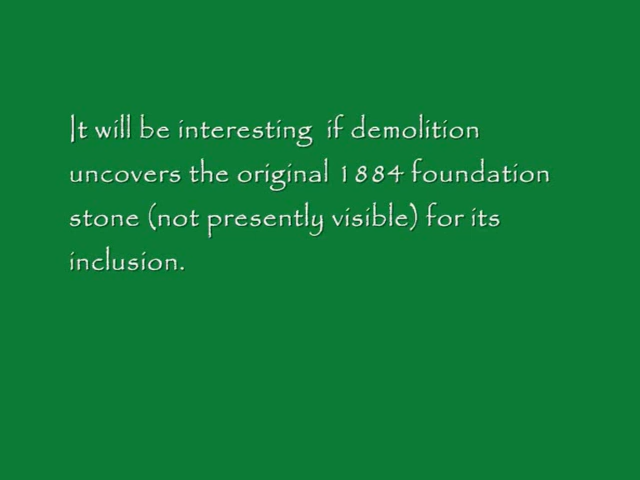 It will be interesting  if demolition
uncovers the original 1884 foundation
stone (not presently visible) for its
inclusion.